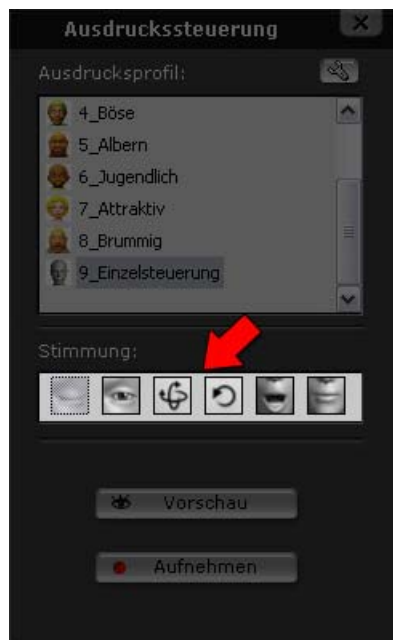 Ausdruckssteuerung
Ausdrucksprofil:
4_Böse
5_Albern
6_Jugendlich
7_Attraktiv
8_Brummig
9_Einzelsteuerung
Stimmung:
Vorschau
Aufnehmen